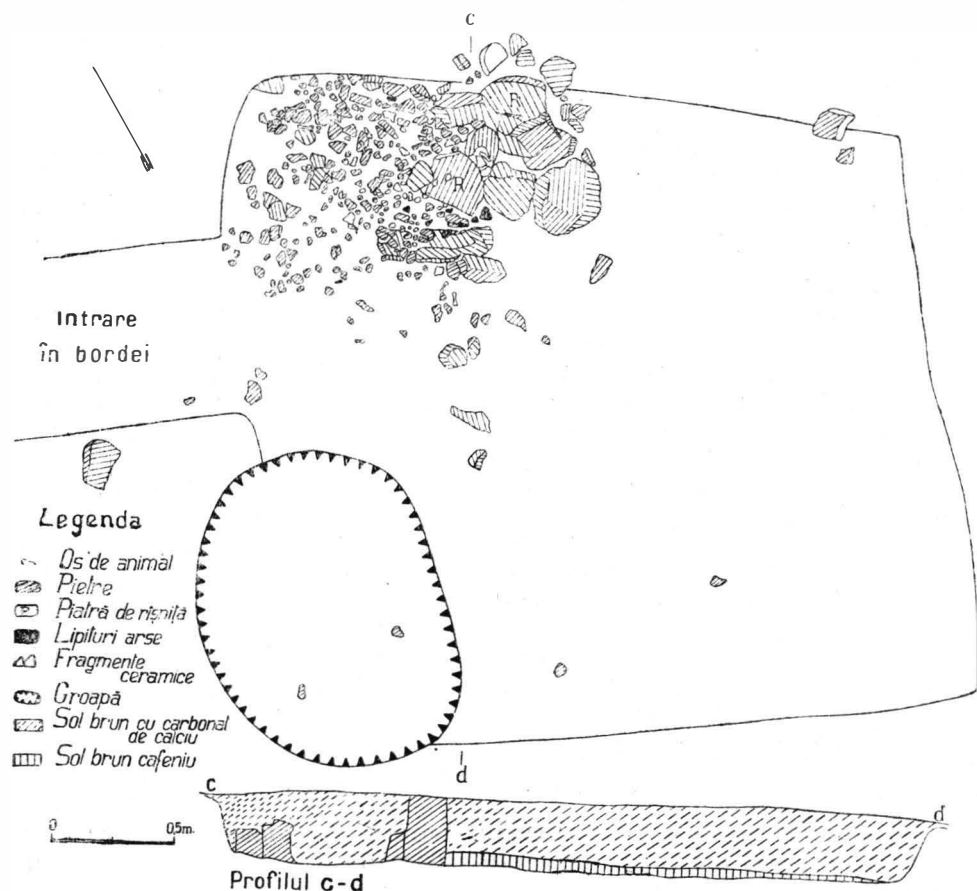 c
R
R
Intrare
în bordei
Legenda
Os de animal
Pietre
Piatră de rîșniță
Lipituri arse
Fragmente
ceramice
Groapă
Sol brun cu carbonat
de calciu
Sol brun cafeniu
d
c
d
0 0,5m.
Profilul c-d